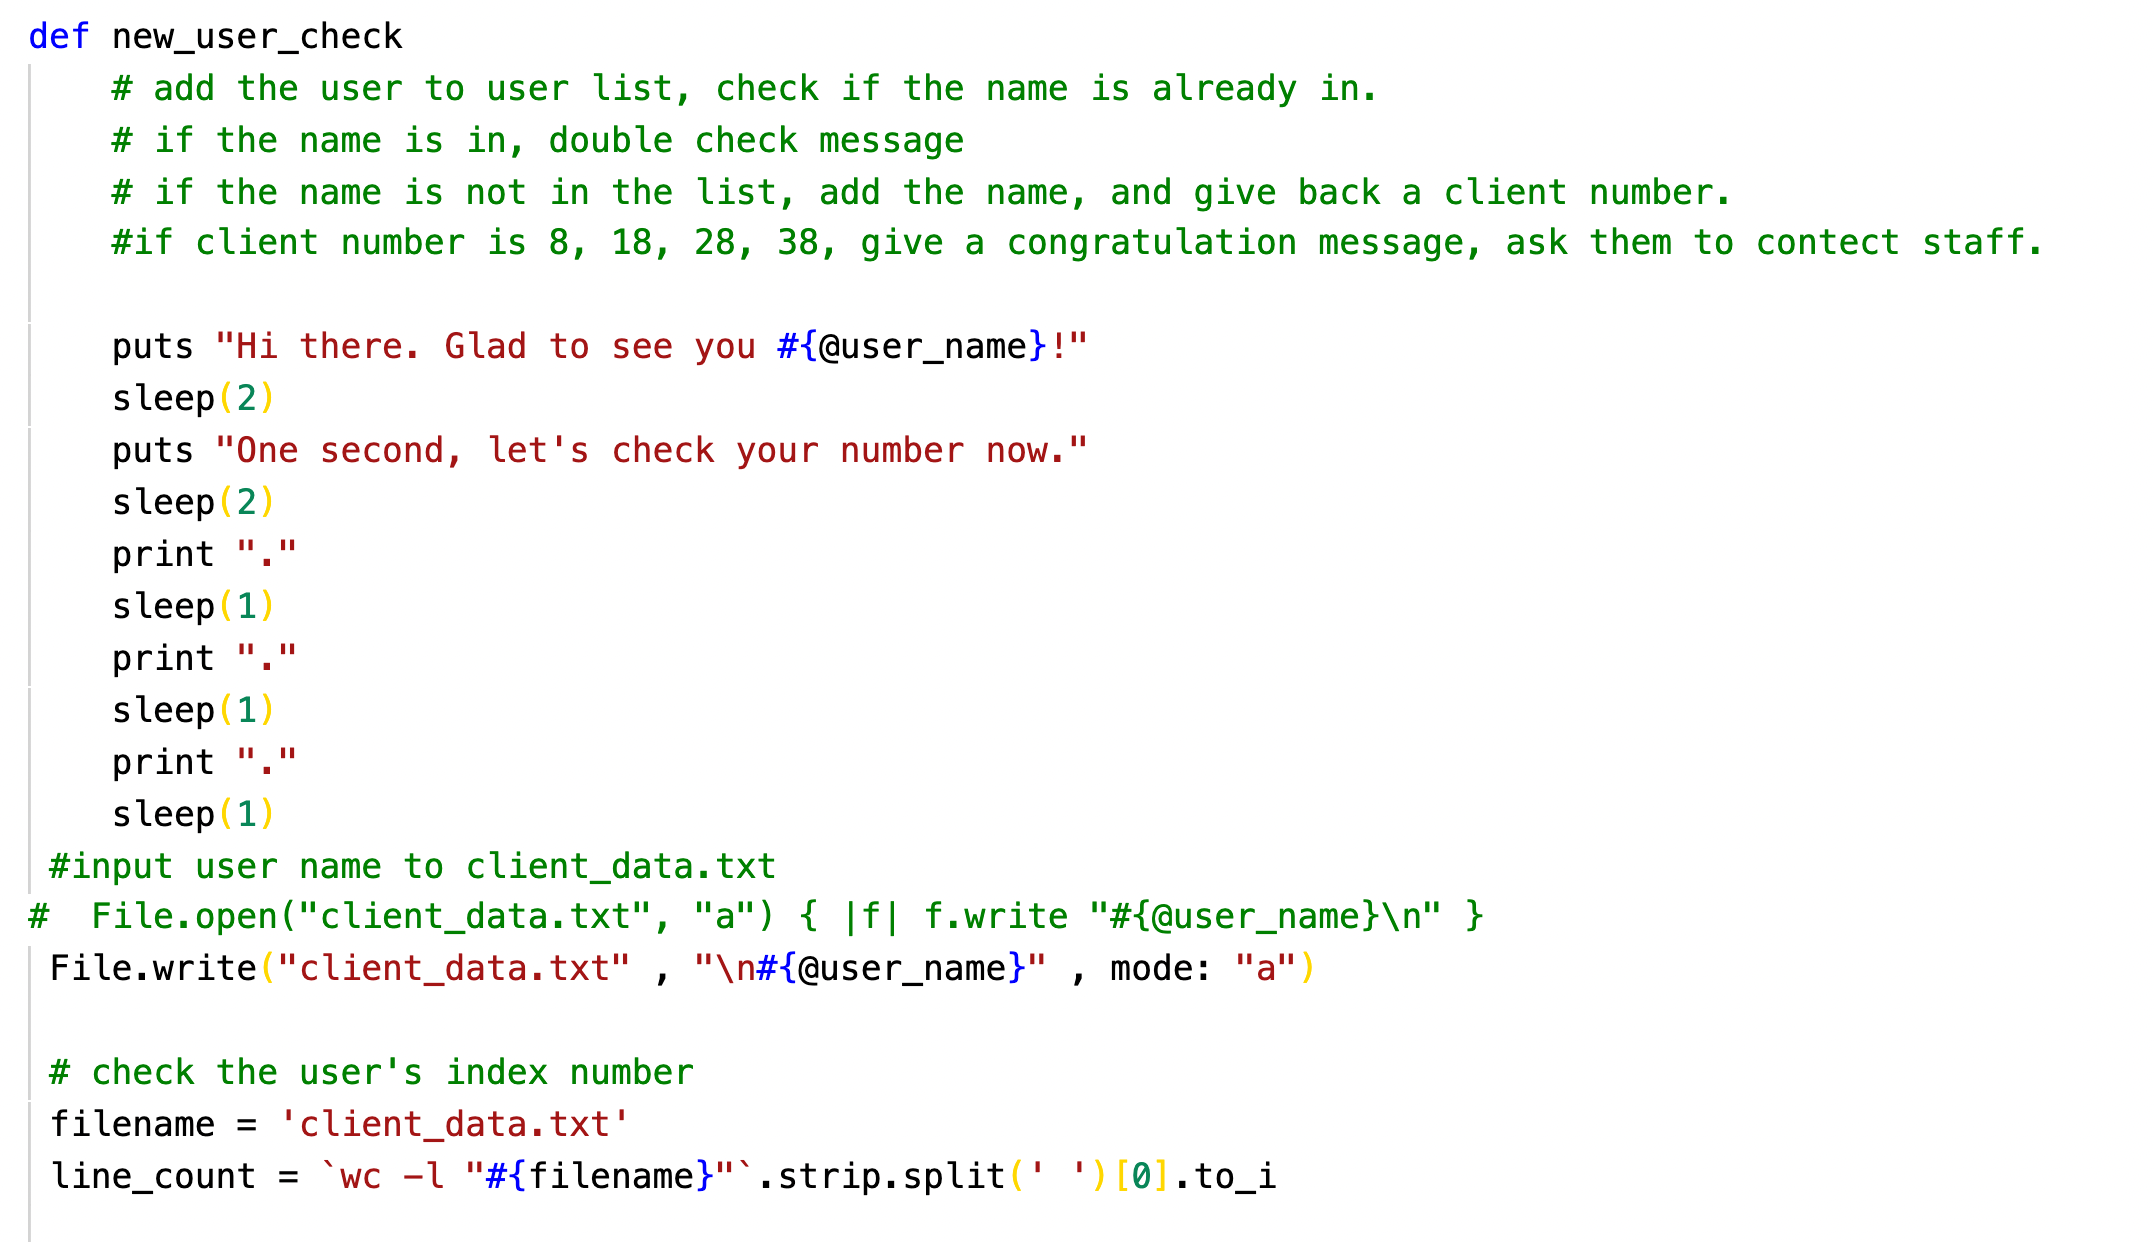 def new_user_check
    # add the user to user list, check if the name is already in.
    # if the name is in, double check message
    # if the name is not in the list, add the name, and give back a client number.
    #if client number is 8, 18, 28, 38, give a congratulation message, ask them to contect staff.
    puts "Hi there. Glad to see you #{@user_name}!"
    sleep(2)
    puts "One second, let's check your number now."
    sleep(2)
    print "."
    sleep(1)
    print "."
    sleep(1)
    print "."
    sleep(1)
 #input user name to client_data.txt
#  File.open("client_data.txt", "a") { |f| f.write "#{@user_name}\n" }
 File.write("client_data.txt" , "\n#{@user_name}" , mode: "a")
 # check the user's index number
 filename = 'client_data.txt'
 line_count = `wc -l "#{filename}"`.strip.split(' ')[0].to_i